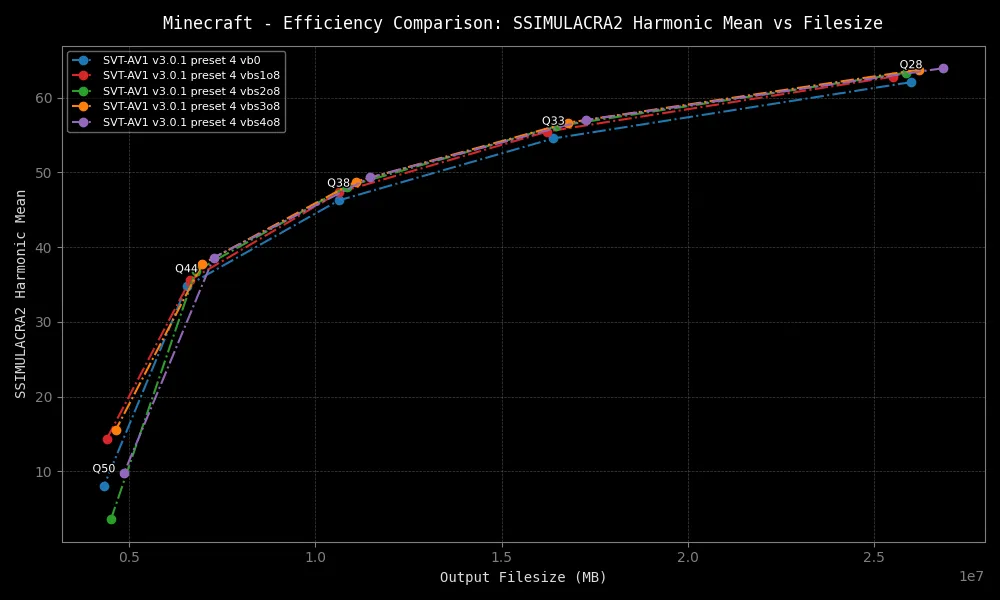 Minecraft - Efficiency Comparison: SSIMULACRA2 Harmonic Mean vs Filesize
SVT-AV1 v3.0.1 preset 4 vb0
SVT-AV1 v3.0.1 preset 4 vbs1o8
SVT-AV1 v3.0.1 preset 4 vbs2o8
SVT-AV1 v3.0.1 preset 4 vbs3o8
SVT-AV1 v3.0.1 preset 4 vbs4o8
Q28
Q33
Q38
Q44
Q50
60
50
40
30
20
10
SSIMULACRA2 Harmonic Mean
0.5
1.0
1.5
2.0
2.5
1e7
Output Filesize (MB)